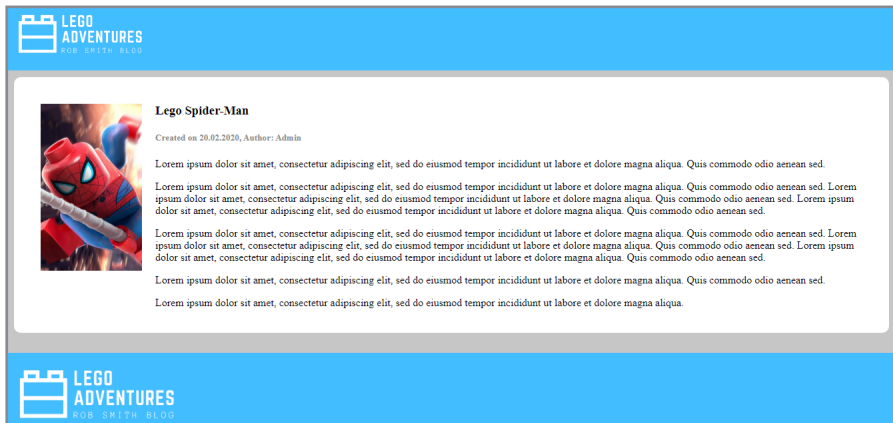 LEGO
ADVENTURES
ROB SMITH BLOG
Lego Spider-Man
Created on 20.02.2020, Author: Admin
Lorem ipsum dolor sit amet, consectetur adipiscing elit, sed do eiusmod tempor incididunt ut labore et dolore magna aliqua. Quis commodo odio aenean sed.
Lorem ipsum dolor sit amet, consectetur adipiscing elit, sed do eiusmod tempor incididunt ut labore et dolore magna aliqua. Quis commodo odio aenean sed. Lorem
ipsum dolor sit amet, consectetur adipiscing elit, sed do eiusmod tempor incididunt ut labore et dolore magna aliqua. Quis commodo odio aenean sed. Lorem ipsum
dolor sit amet, consectetur adipiscing elit, sed do eiusmod tempor incididunt ut labore et dolore magna aliqua. Quis commodo odio aenean sed.
Lorem ipsum dolor sit amet, consectetur adipiscing elit, sed do eiusmod tempor incididunt ut labore et dolore magna aliqua. Quis commodo odio aenean sed. Lorem
ipsum dolor sit amet, consectetur adipiscing elit, sed do eiusmod tempor incididunt ut labore et dolore magna aliqua. Quis commodo odio aenean sed. Lorem ipsum
dolor sit amet, consectetur adipiscing elit, sed do eiusmod tempor incididunt ut labore et dolore magna aliqua. Quis commodo odio aenean sed.
Lorem ipsum dolor sit amet, consectetur adipiscing elit, sed do eiusmod tempor incididunt ut labore et dolore magna aliqua. Quis commodo odio aenean sed.
Lorem ipsum dolor sit amet, consectetur adipiscing elit, sed do eiusmod tempor incididunt ut labore et dolore magna aliqua.
LEGO
ADVENTURES
ROB SMITH BLOG